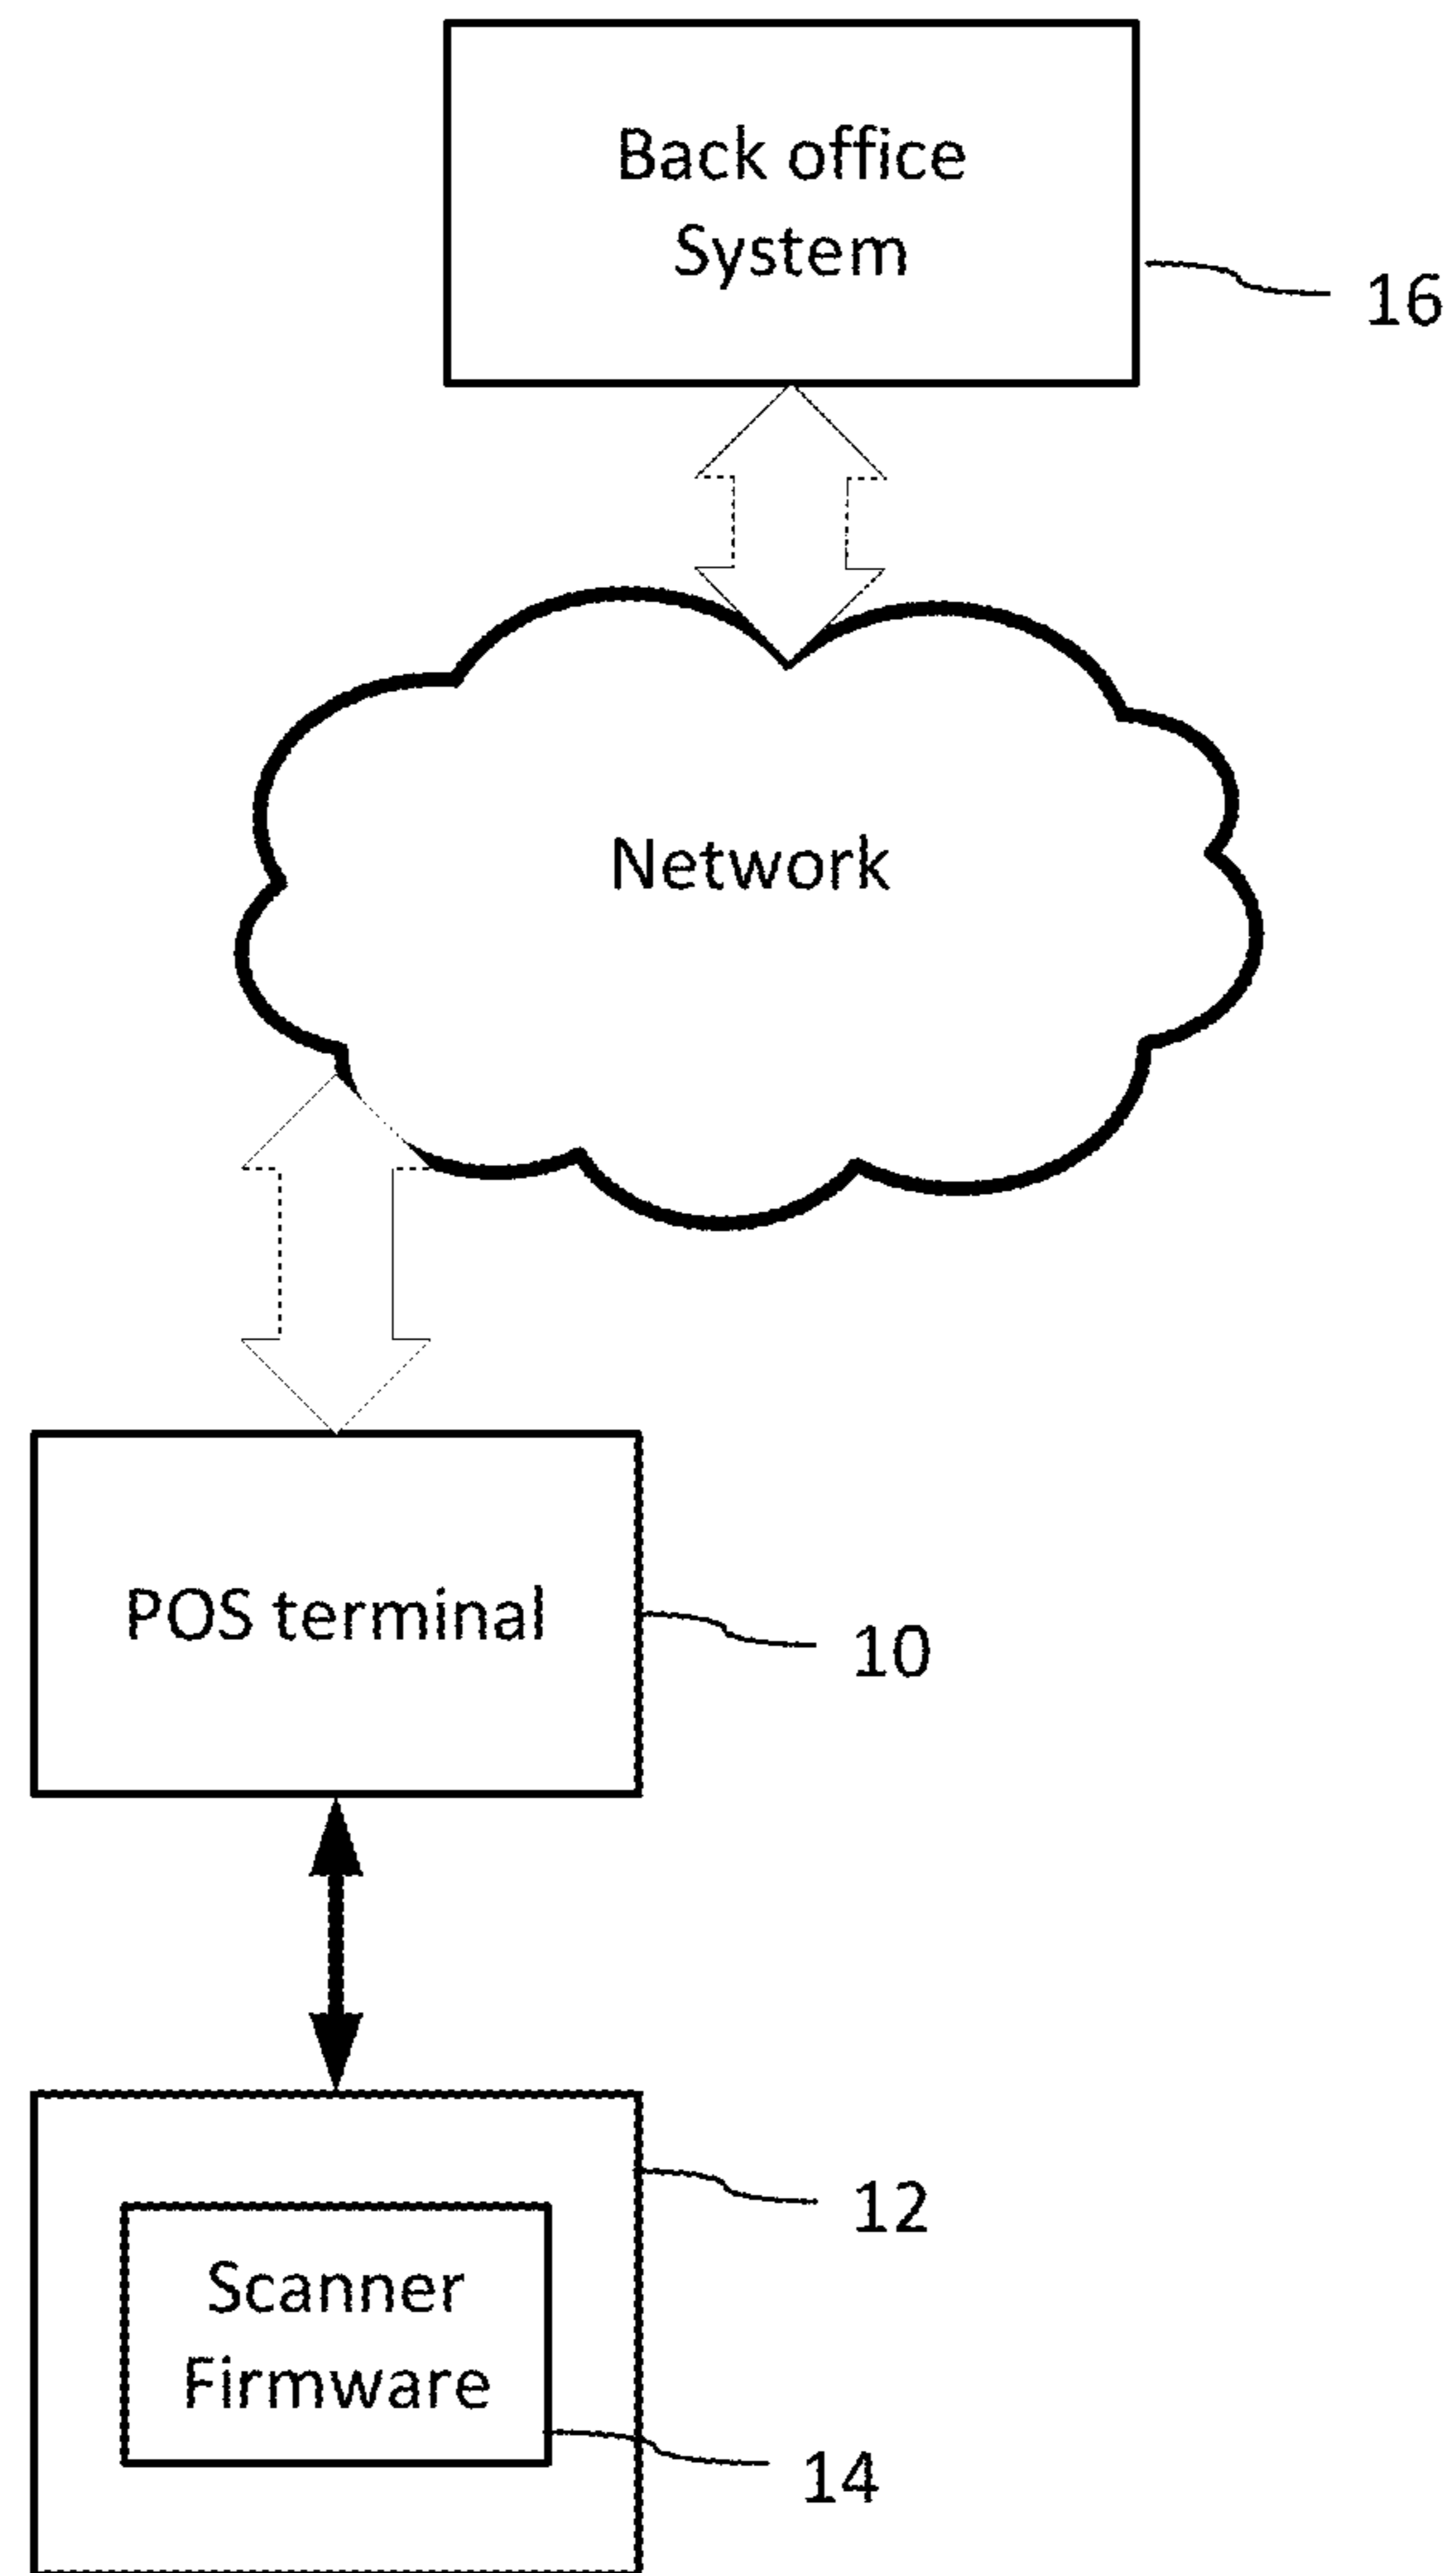 Back office
System
16
Network
POS terminal
10
12
Scanner
Firmware
14